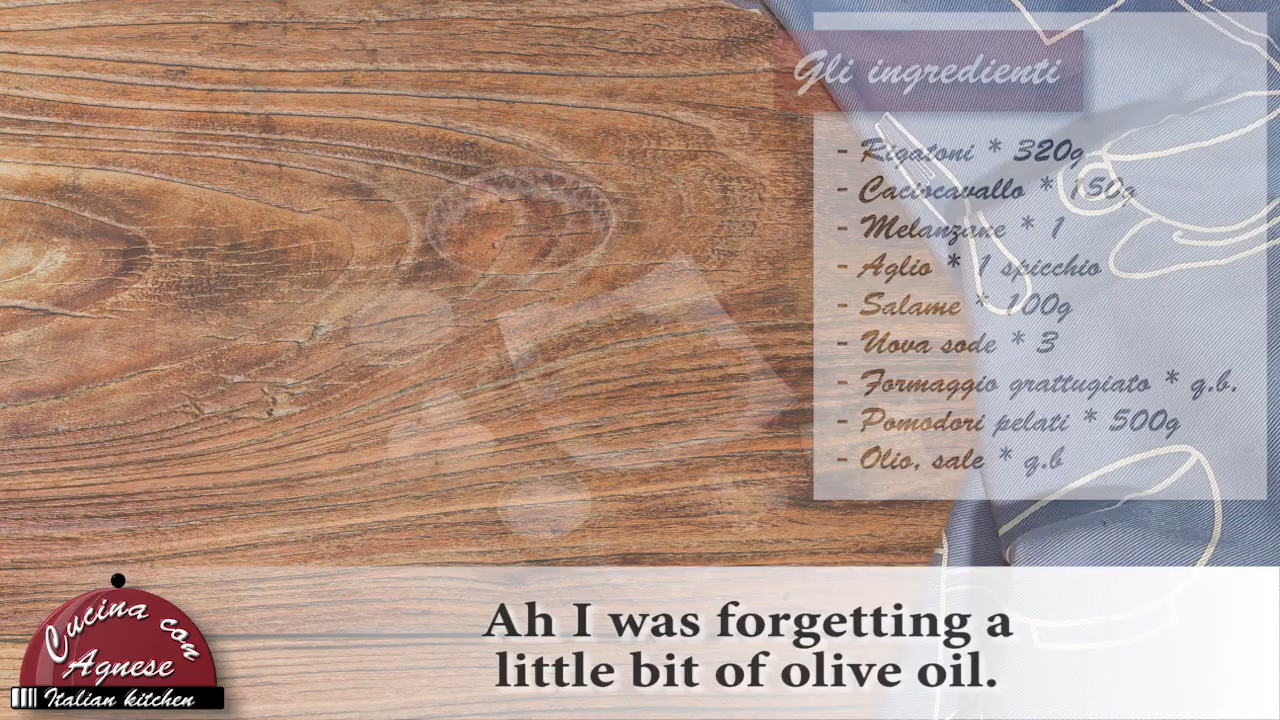 Gli ingredienti
- Rigatoni * 320g
- Caciocavallo * 150g
- Melanzane * 1
- Aglio * 1 spicchio
- Salame * 100g
- Uova sode * 3
- Formaggio grattugiato * q.b.
- Pomodori pelati * 500g
- Olio, sale * q.b
Ah I was forgetting a
little bit of olive oil.
Cucina con
Agnese
Italian kitchen